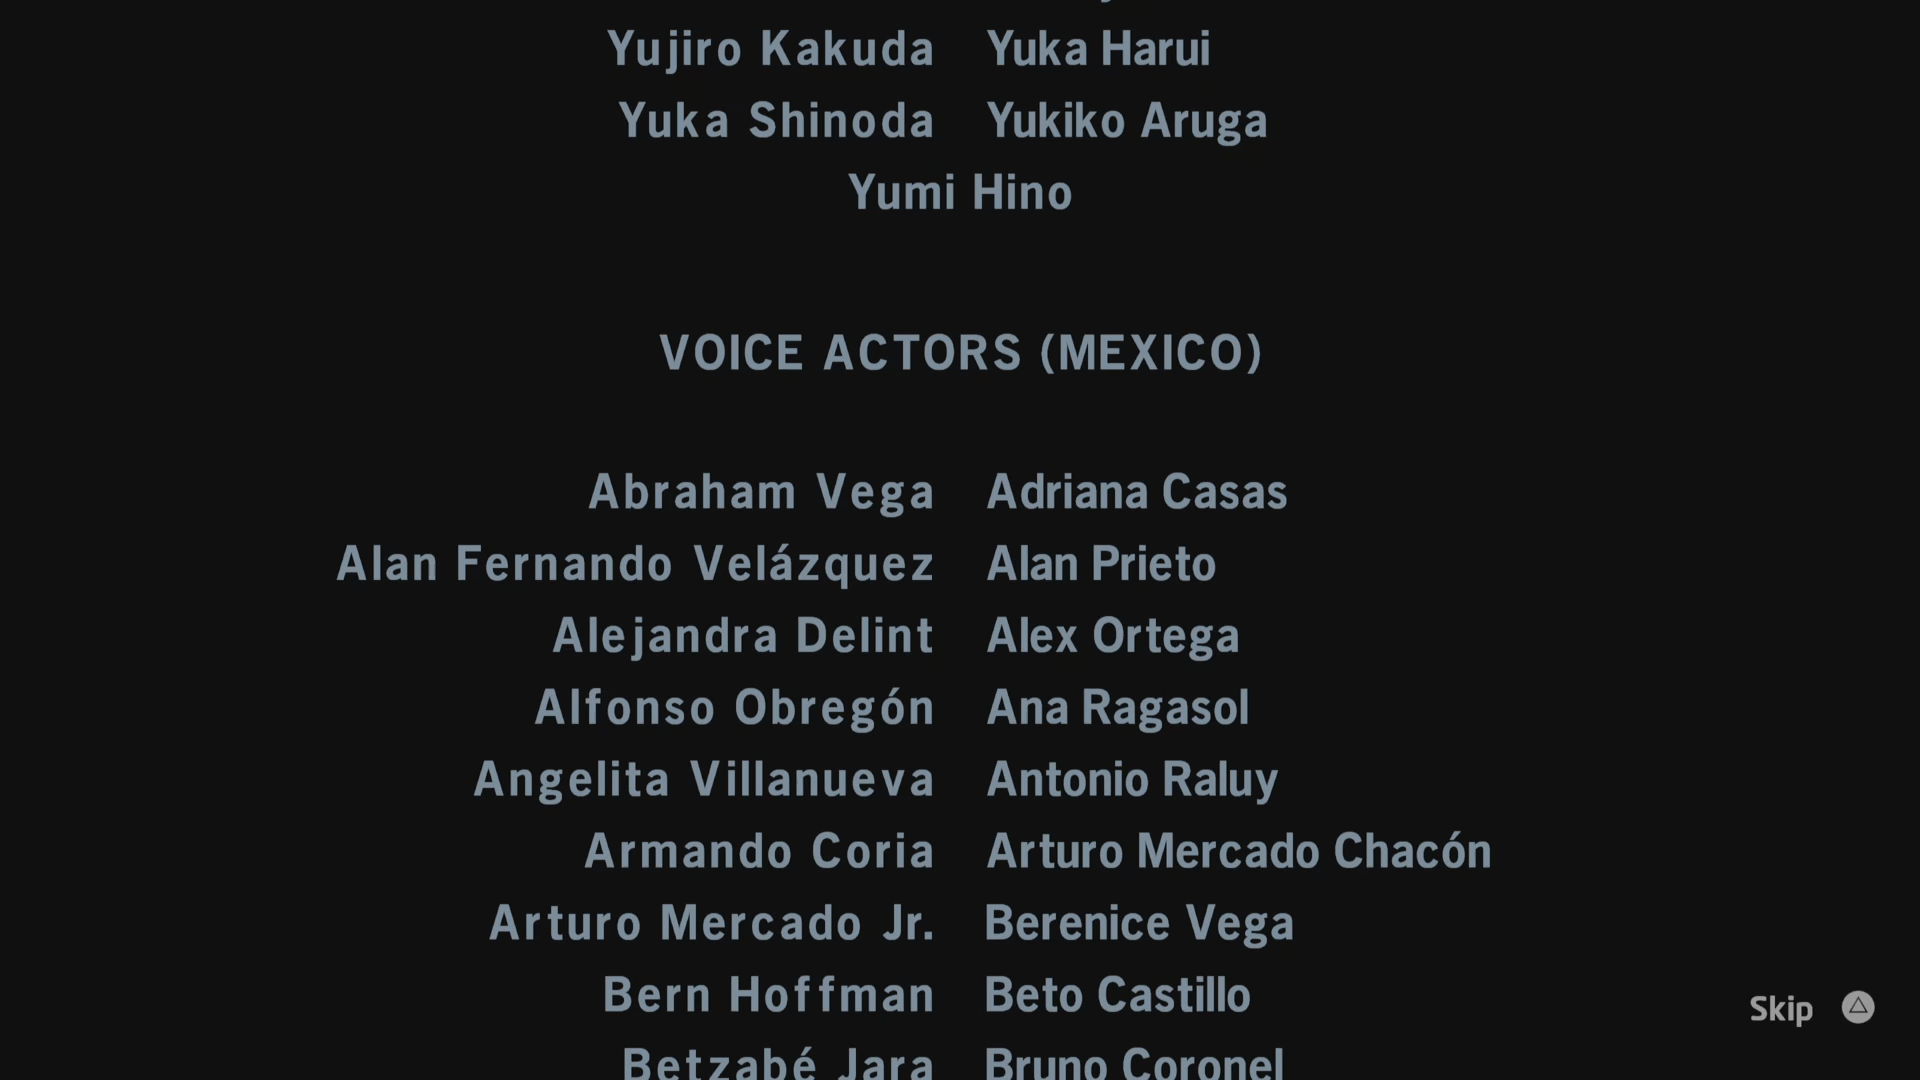 Yujiro Kakuda Yuka Harui
Yuka Shinoda Yukiko Aruga
Yumi Hino
VOICE ACTORS (MEXICO)
Abraham Vega Adriana Casas
Alan Fernando Velázquez Alan Prieto
Alejandra Delint Alex Ortega
Alfonso Obregón Ana Ragasol
Angelita Villanueva Antonio Raluy
Armando Coria Arturo Mercado Chacón
Arturo Mercado Jr. Berenice Vega
Bern Hoffman Beto Castillo
Skip
Betzabé Jara Bruno Coronel